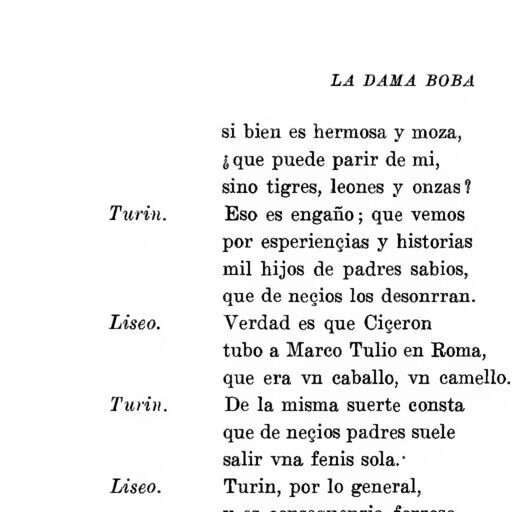 LA DAMA BOBA
si bien es hermosa y moza,
¿que puede parir de mi,
sino tigres, leones y onzas?
Turin. Eso es engaño; que vemos
por esperiençias y historias
mil hijos de padres sabios,
que de neçios los desonrran.
Liseo. Verdad es que Ciçeron
tubo a Marco Tulio en Roma,
que era vn caballo, vn camello.
Turin. De la misma suerte consta
que de neçios padres suele
salir vna fenis sola.
Liseo. Turin, por lo general,
y es